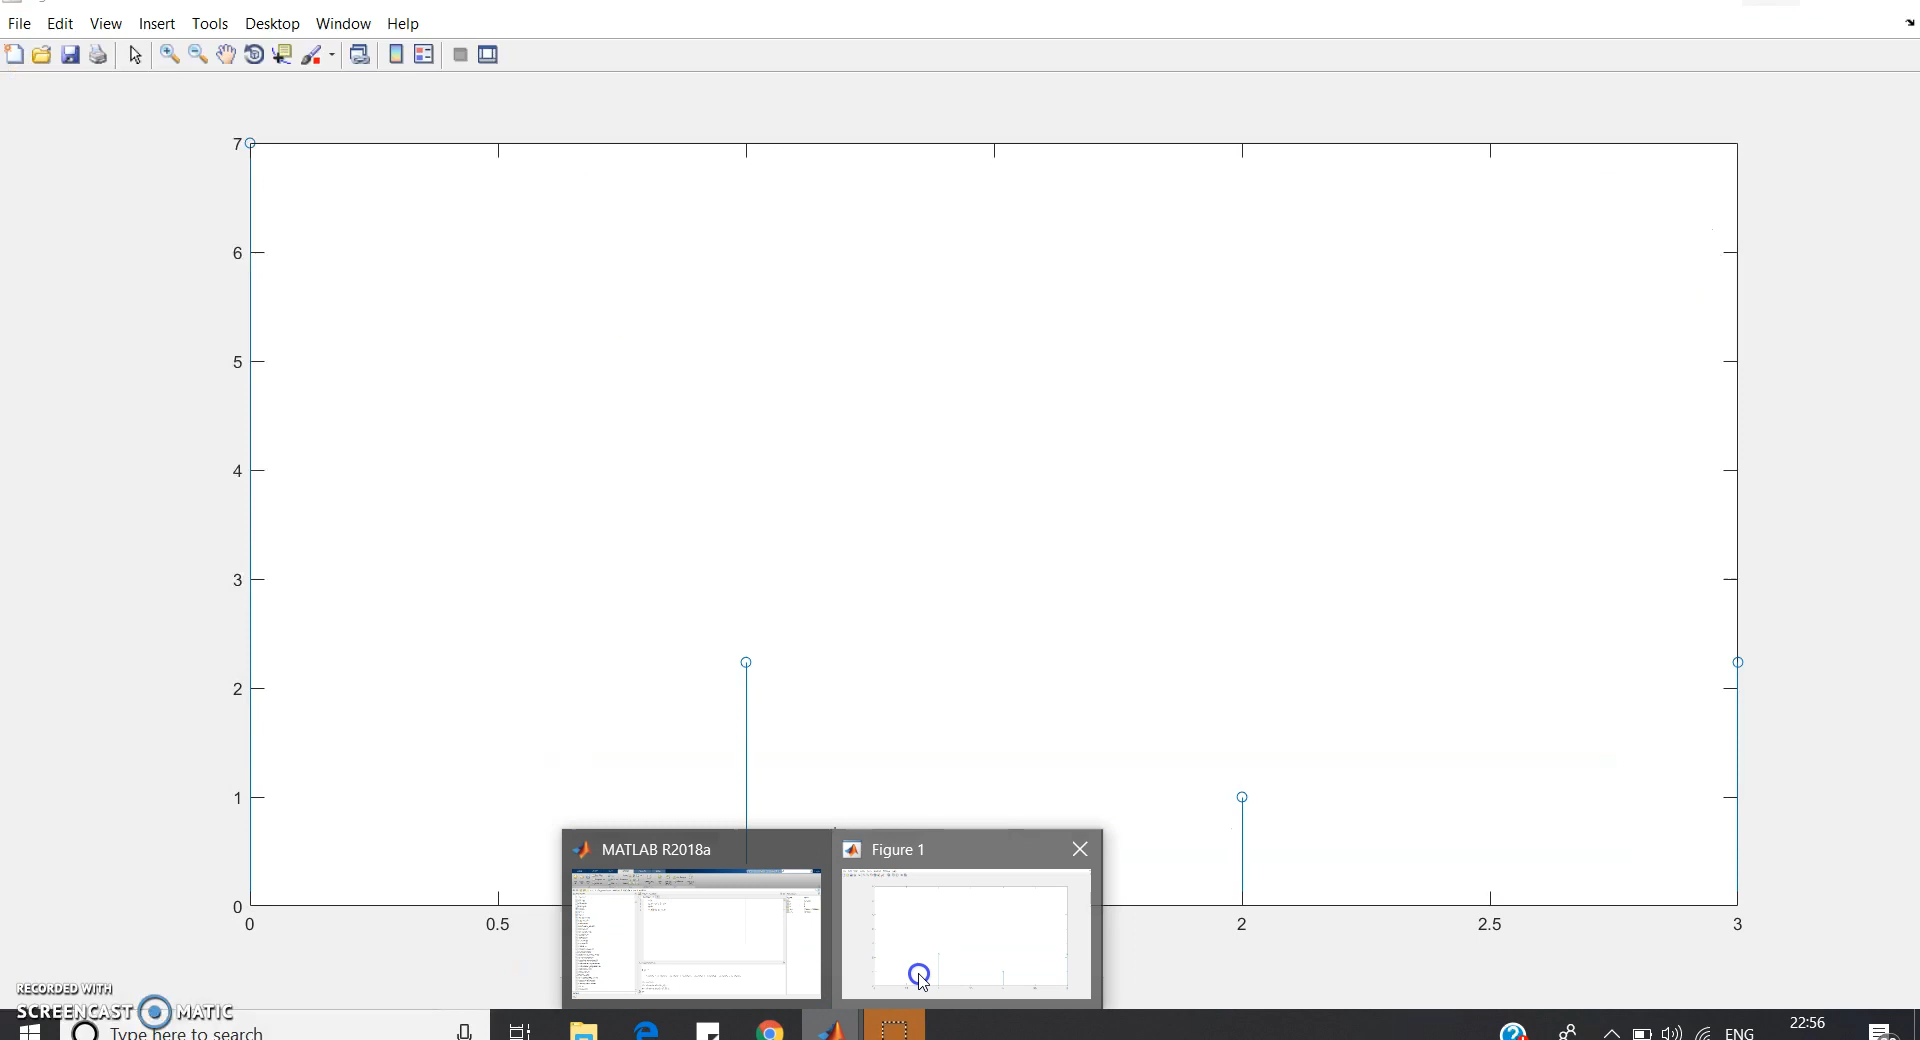 File Edit View Insert Tools Desktop Window Help
7
6
5
4
3
2
1
0
0 0.5 2 2.5 3
MATLAB R2018a Figure 1
RECORDED WITH
SCREENCAST MATIC
Type here to search
ENG
22:56